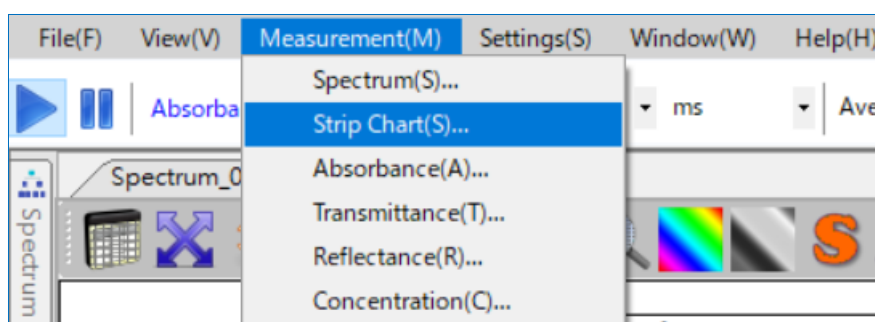 File(F) View(V) Measurement(M) Settings(S) Window(W) Help(H)
Spectrum(S)...
Absorba ms Ave
Strip Chart(S)...
Spectrum_0
Absorbance(A)...
Transmittance(T)...
Reflectance(R)...
Concentration(C)...
Spectrum
S